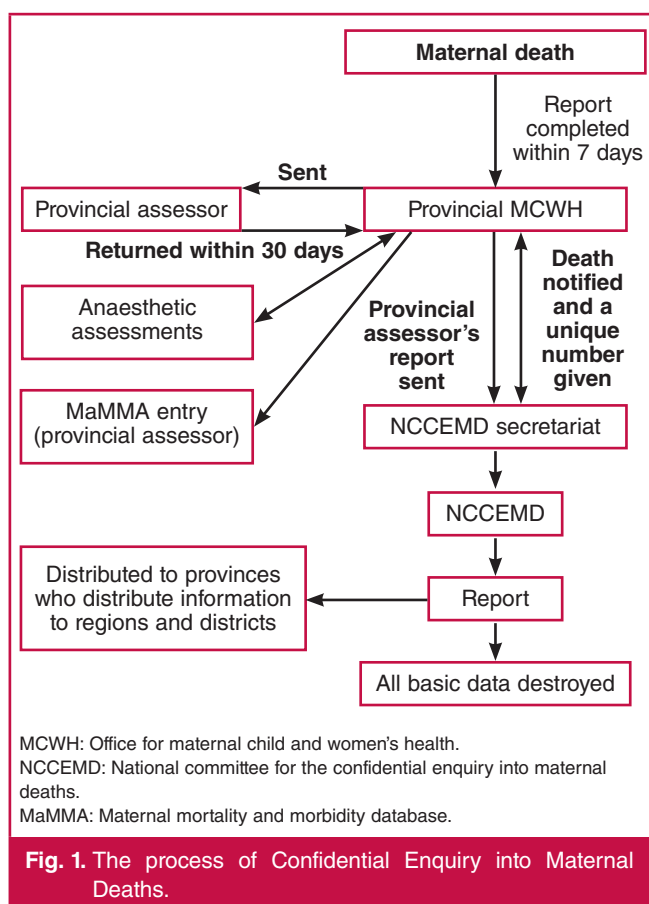 Maternal death
Report
completed
within 7 days
Sent
Provincial assessor
Provincial MCWH
Returned within 30 days
Anaesthetic
assessments
Provincial
assessor's
report
sent
Death
notified
and a
unique
number
given
MaMMA entry
(provincial assessor)
NCCEMD secretariat
NCCEMD
Distributed to provinces
who distribute information
to regions and districts
Report
All basic data destroyed
MCWH: Office for maternal child and women's health.
NCCEMD: National committee for the confidential enquiry into maternal
deaths.
MaMMA: Maternal mortality and morbidity database.
Fig. 1. The process of Confidential Enquiry into Maternal
Deaths.